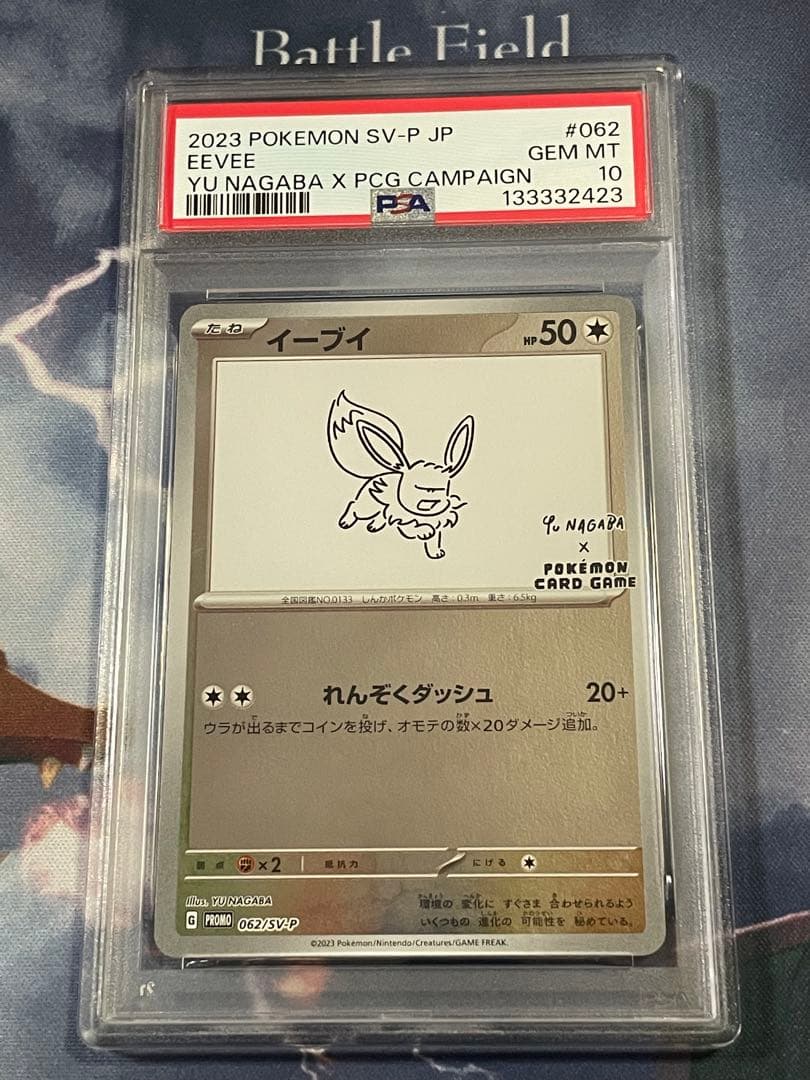 Battle Field
2023 POKEMON SV-P JP #062
EEVEE GEM MT
YU NAGABA X PCG CAMPAIGN 10
PSA 133332423
たね イーブイ HP 50
YU NAGABA
X
POKÉMON
CARD GAME
全国図鑑NO.0133 しんかポケモン 高さ:0.3m 重さ:6.5kg
れんぞくダッシュ 20+
ウラが出るまでコインを投げ、オモテの数×20ダメージ追加。
弱点 ×2 抵抗力 にげる
Illus. YU NAGABA
環境の 変化に すぐさま 合わせられるよう
いくつもの 進化の 可能性を 秘めている。
G PROMO 062/SV-P
©2023 Pokémon/Nintendo/Creatures/GAME FREAK.